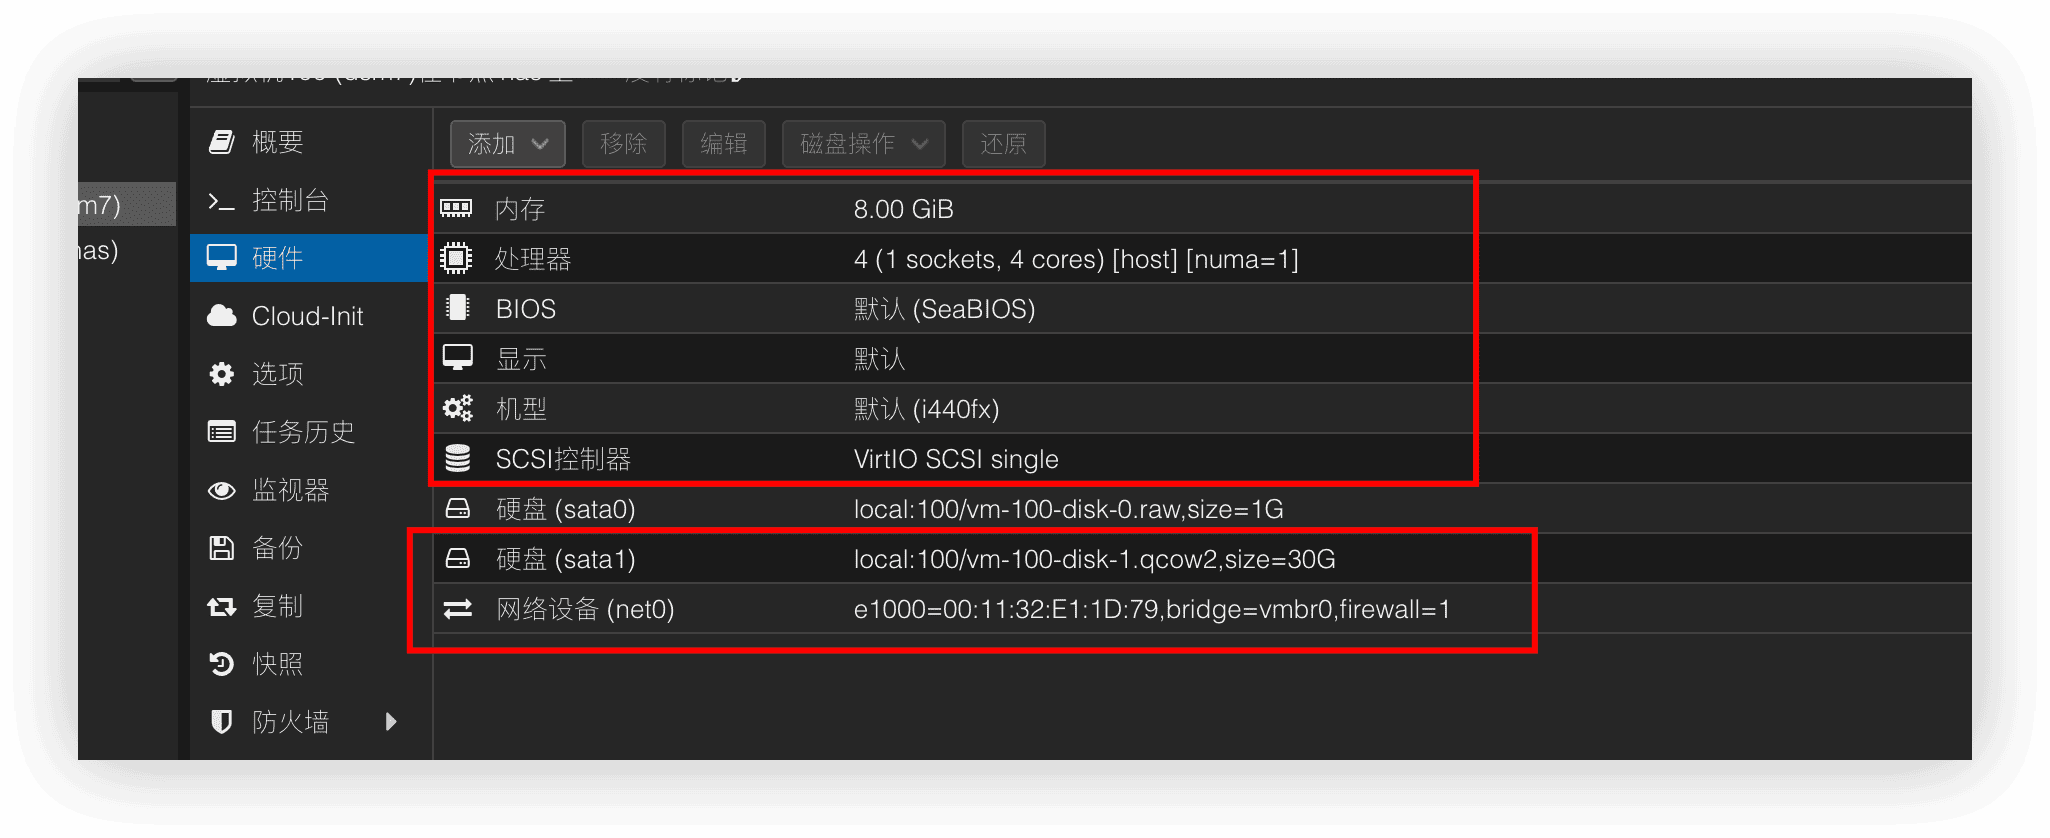 m7)
as)
概要
控制台
硬件
Cloud-Init
选项
任务历史
监视器
备份
复制
快照
防火墙
添加 移除 编辑 磁盘操作 还原
内存 8.00 GiB
处理器 4 (1 sockets, 4 cores) [host] [numa=1]
BIOS 默认 (SeaBIOS)
显示 默认
机型 默认 (i440fx)
SCSI控制器 VirtIO SCSI single
硬盘 (sata0) local:100/vm-100-disk-0.raw,size=1G
硬盘 (sata1) local:100/vm-100-disk-1.qcow2,size=30G
网络设备 (net0) e1000=00:11:32:E1:1D:79,bridge=vmbr0,firewall=1